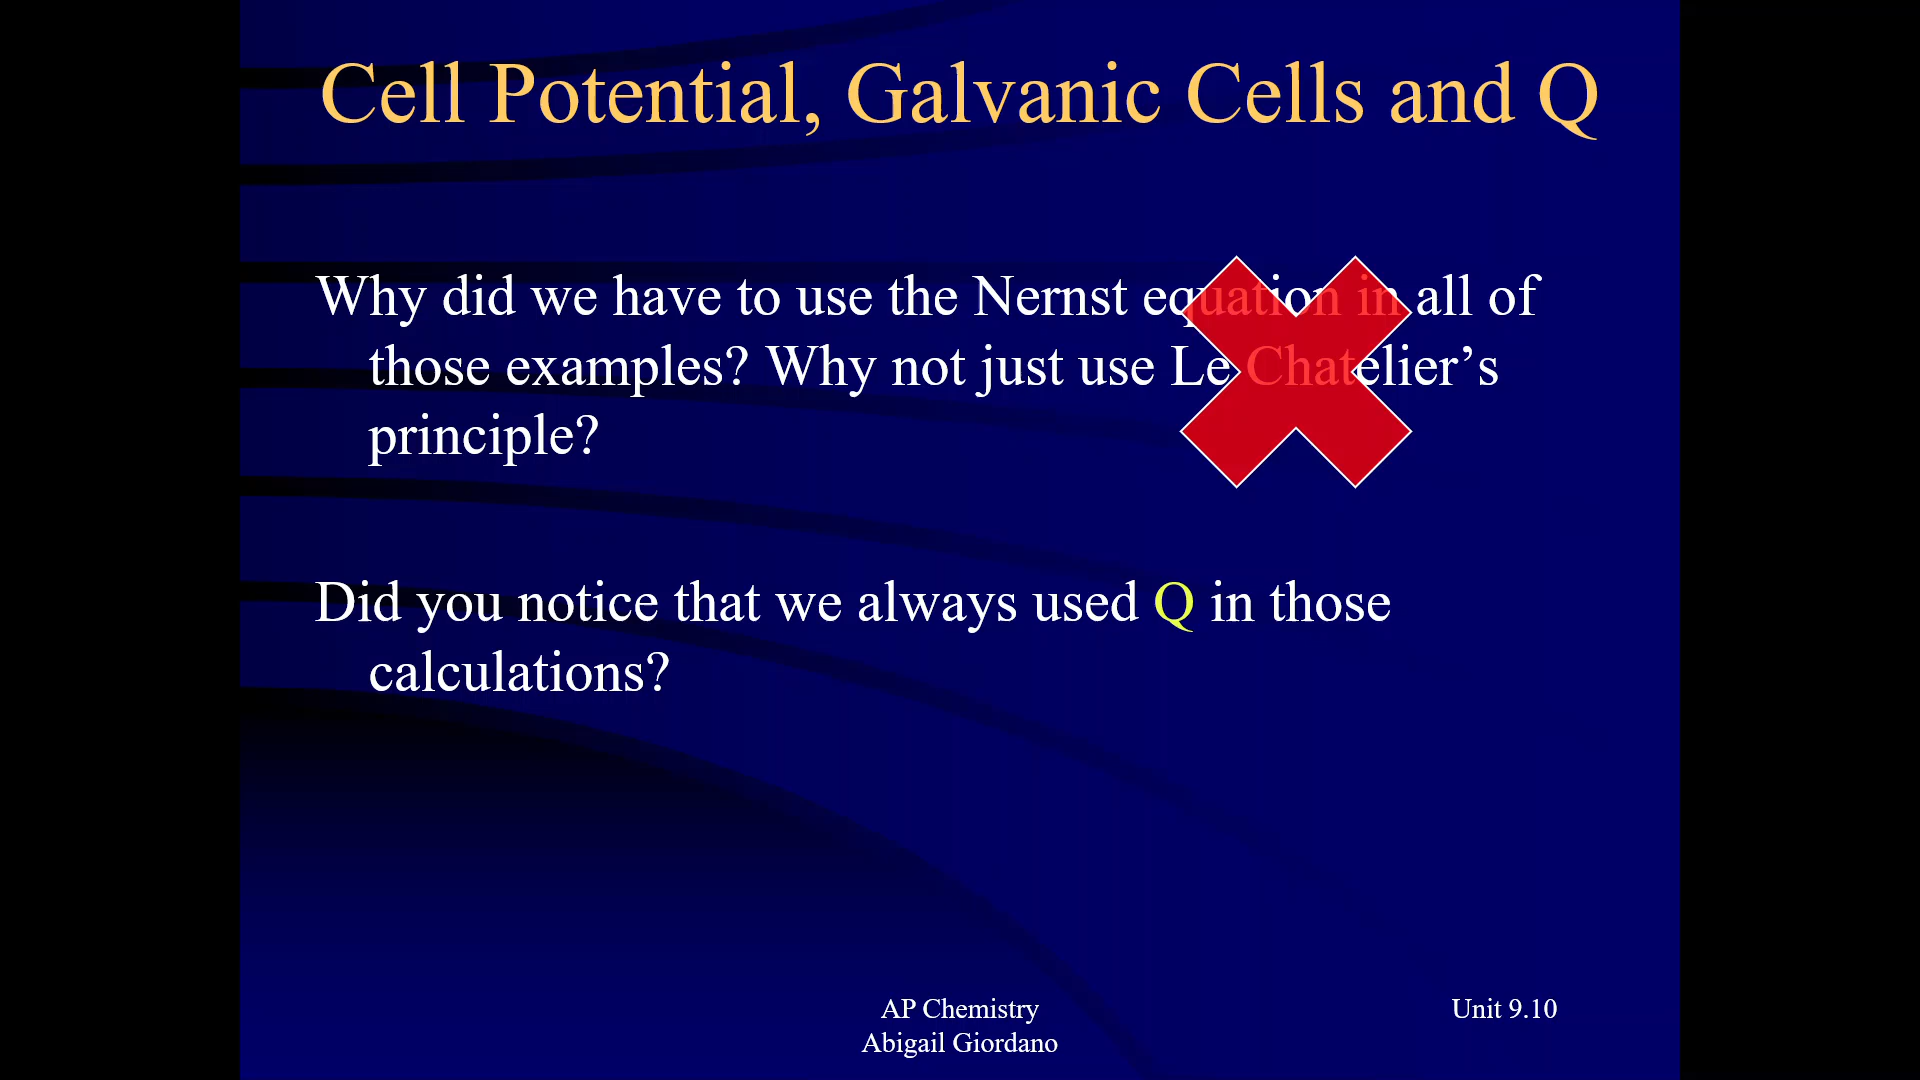 Cell Potential, Galvanic Cells and Q
Why did we have to use the Nernst equation in all of
those examples? Why not just use Le Chatelier’s
principle?
Did you notice that we always used Q in those
calculations?
AP Chemistry
Abigail Giordano
Unit 9.10